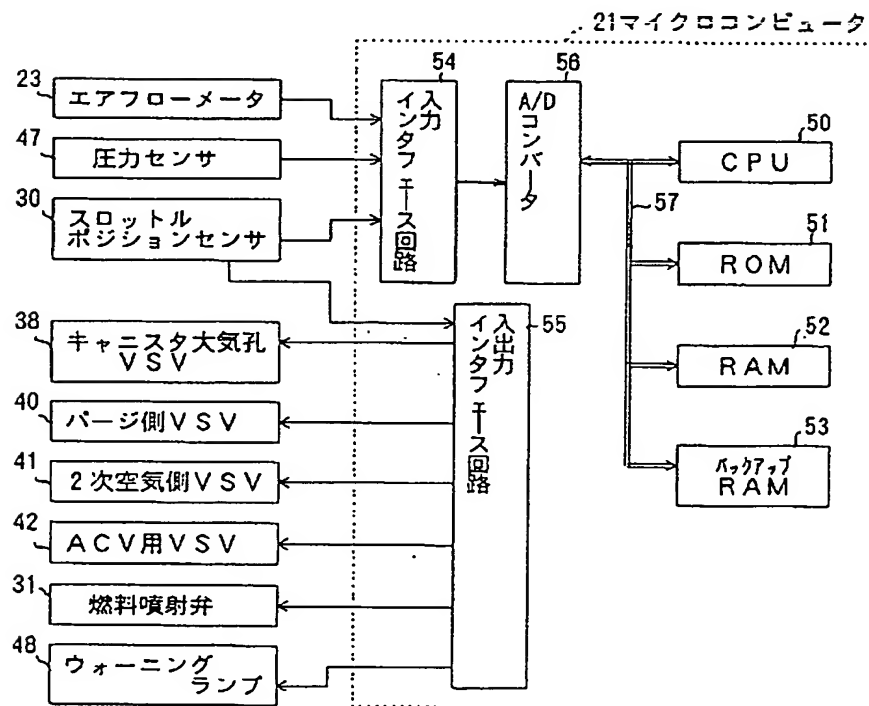 21マイクロコンピュータ
23
エアフローメータ
47
圧力センサ
30
スロットル
ポジションセンサ
54
入力
インタフェース回路
56
A/D
コンバータ
50
CPU
57
51
ROM
52
RAM
53
バックアップ
RAM
38
キャニスタ大気孔
VSV
40
パージ側VSV
41
2次空気側VSV
42
ACV用VSV
31
燃料噴射弁
48
ウォーニング
ランプ
55
入出力
インタフェース回路